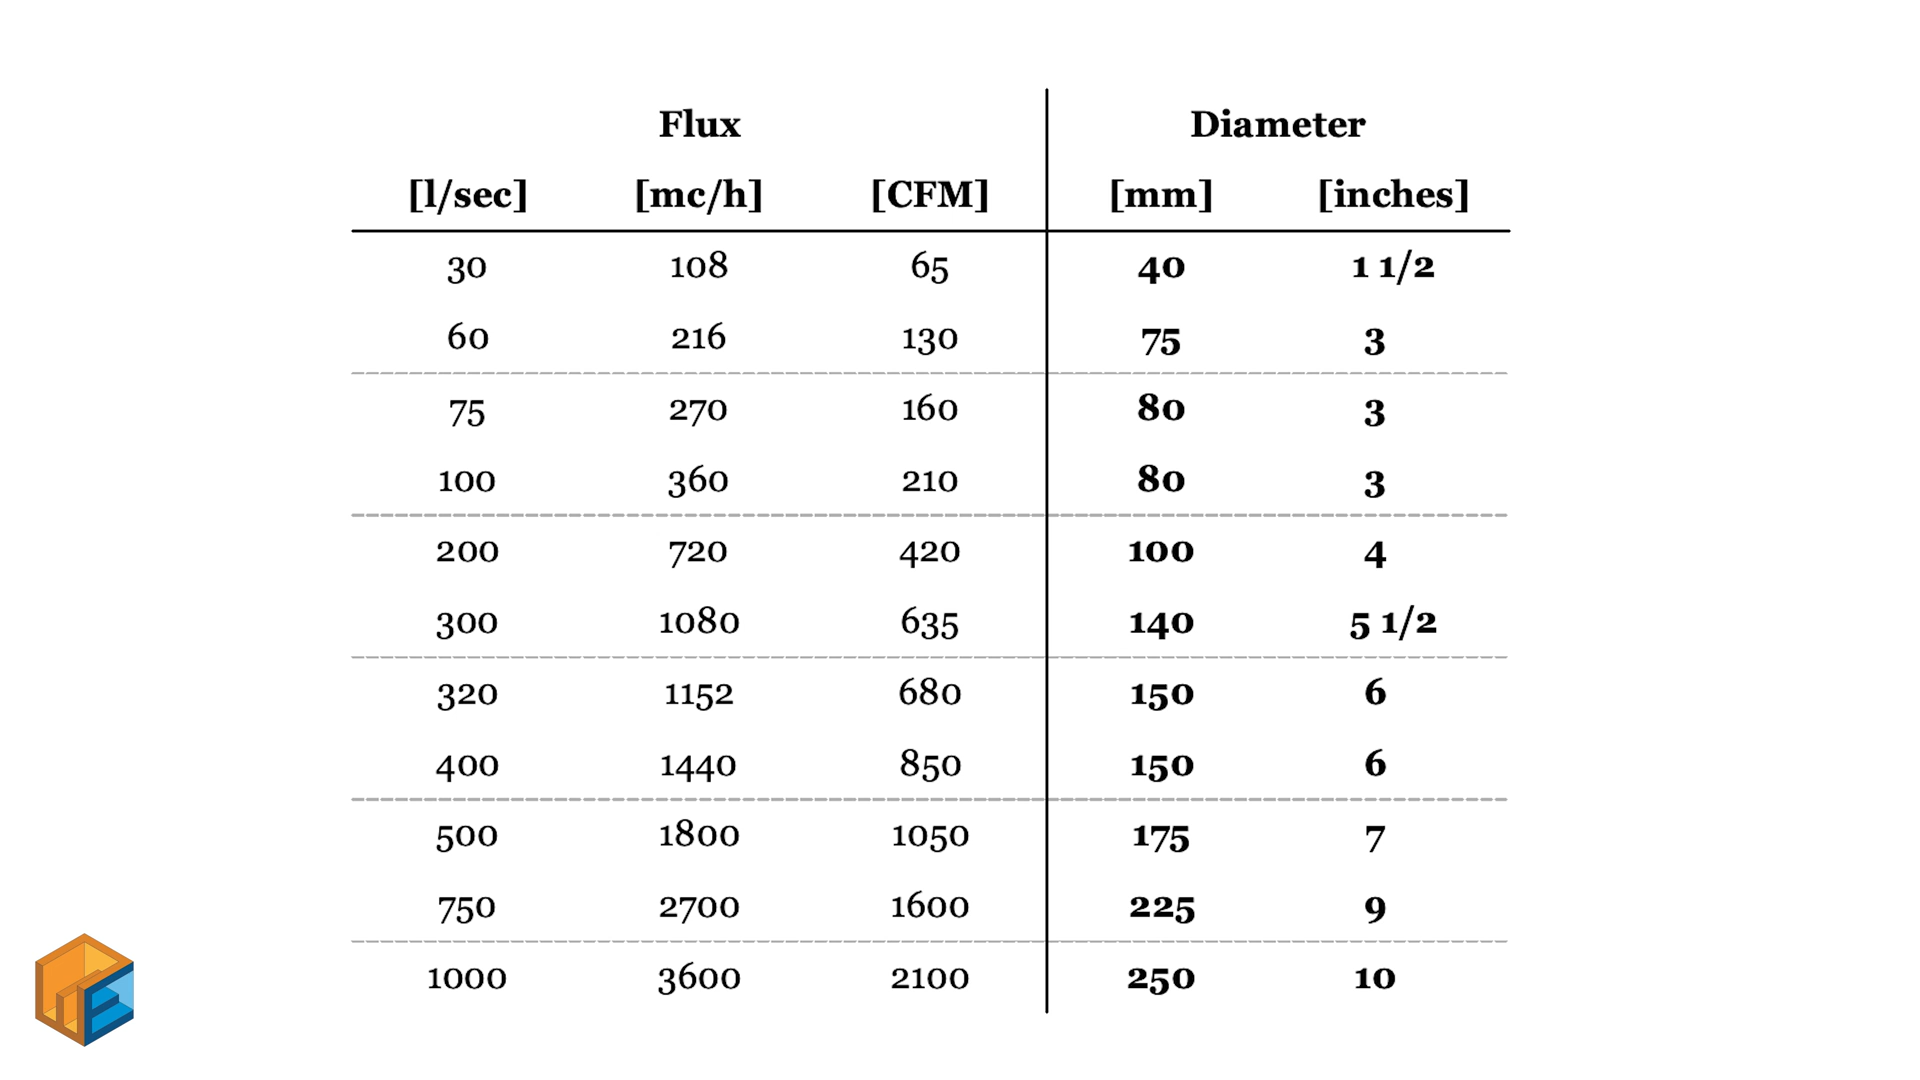 Flux Diameter
[l/sec] [mc/h] [CFM] [mm] [inches]
30 108 65 40 1 1/2
60 216 130 75 3
75 270 160 80 3
100 360 210 80 3
200 720 420 100 4
300 1080 635 140 5 1/2
320 1152 680 150 6
400 1440 850 150 6
500 1800 1050 175 7
750 2700 1600 225 9
1000 3600 2100 250 10